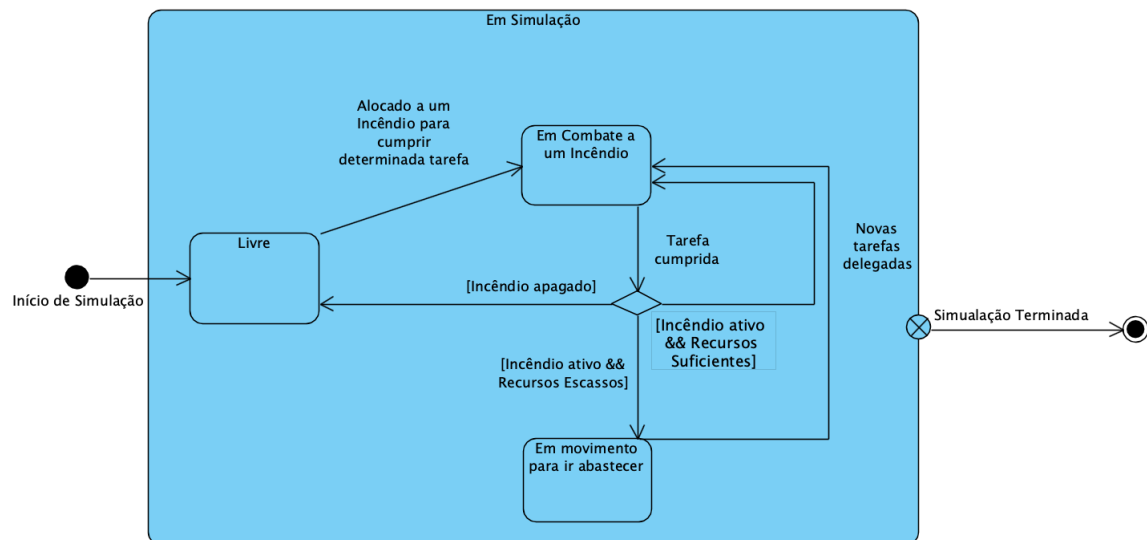 Em Simulação
Alocado a um
Incêndio para
cumprir
determinada tarefa
Em Combate a
um Incêndio
Livre
Tarefa
cumprida
Novas
tarefas
delegadas
Início de Simulação
[Incêndio apagado]
[Incêndio ativo
&& Recursos
Suficientes]
Simualação Terminada
[Incêndio ativo &&
Recursos Escassos]
Em movimento
para ir abastecer